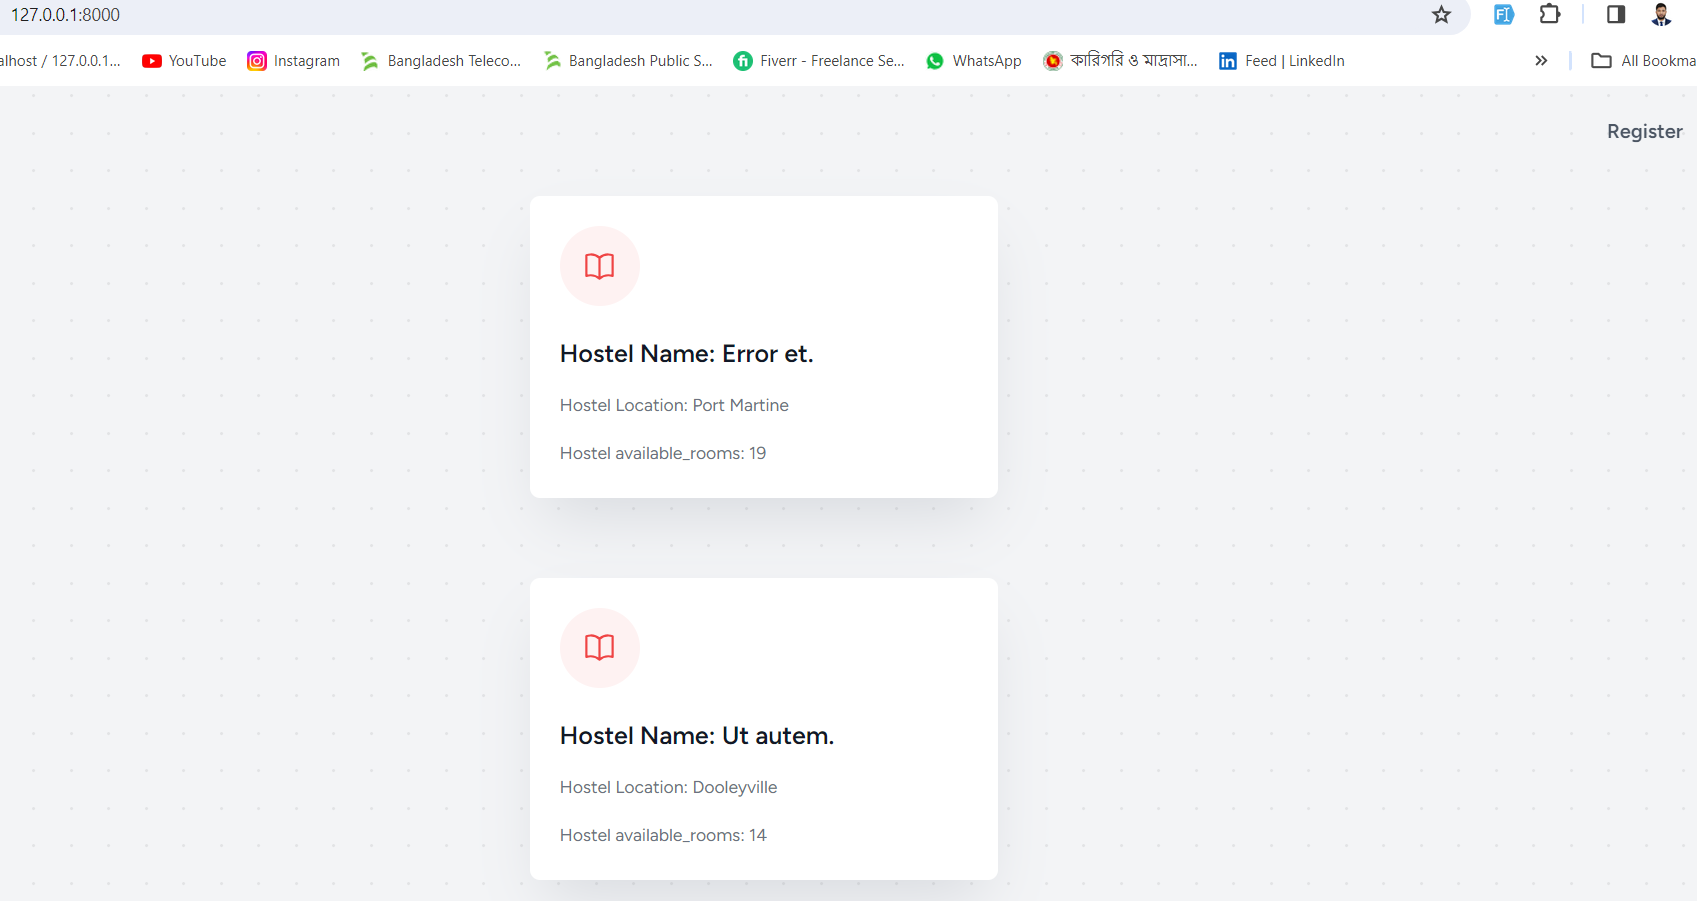 127.0.0.1:8000
alhost / 127.0.0.1... YouTube Instagram Bangladesh Teleco... Bangladesh Public S... Fiverr - Freelance Se... WhatsApp কারিগরি ও মাদ্রাসা... Feed | LinkedIn » All Bookma
Register
Hostel Name: Error et.
Hostel Location: Port Martine
Hostel available_rooms: 19
Hostel Name: Ut autem.
Hostel Location: Dooleyville
Hostel available_rooms: 14